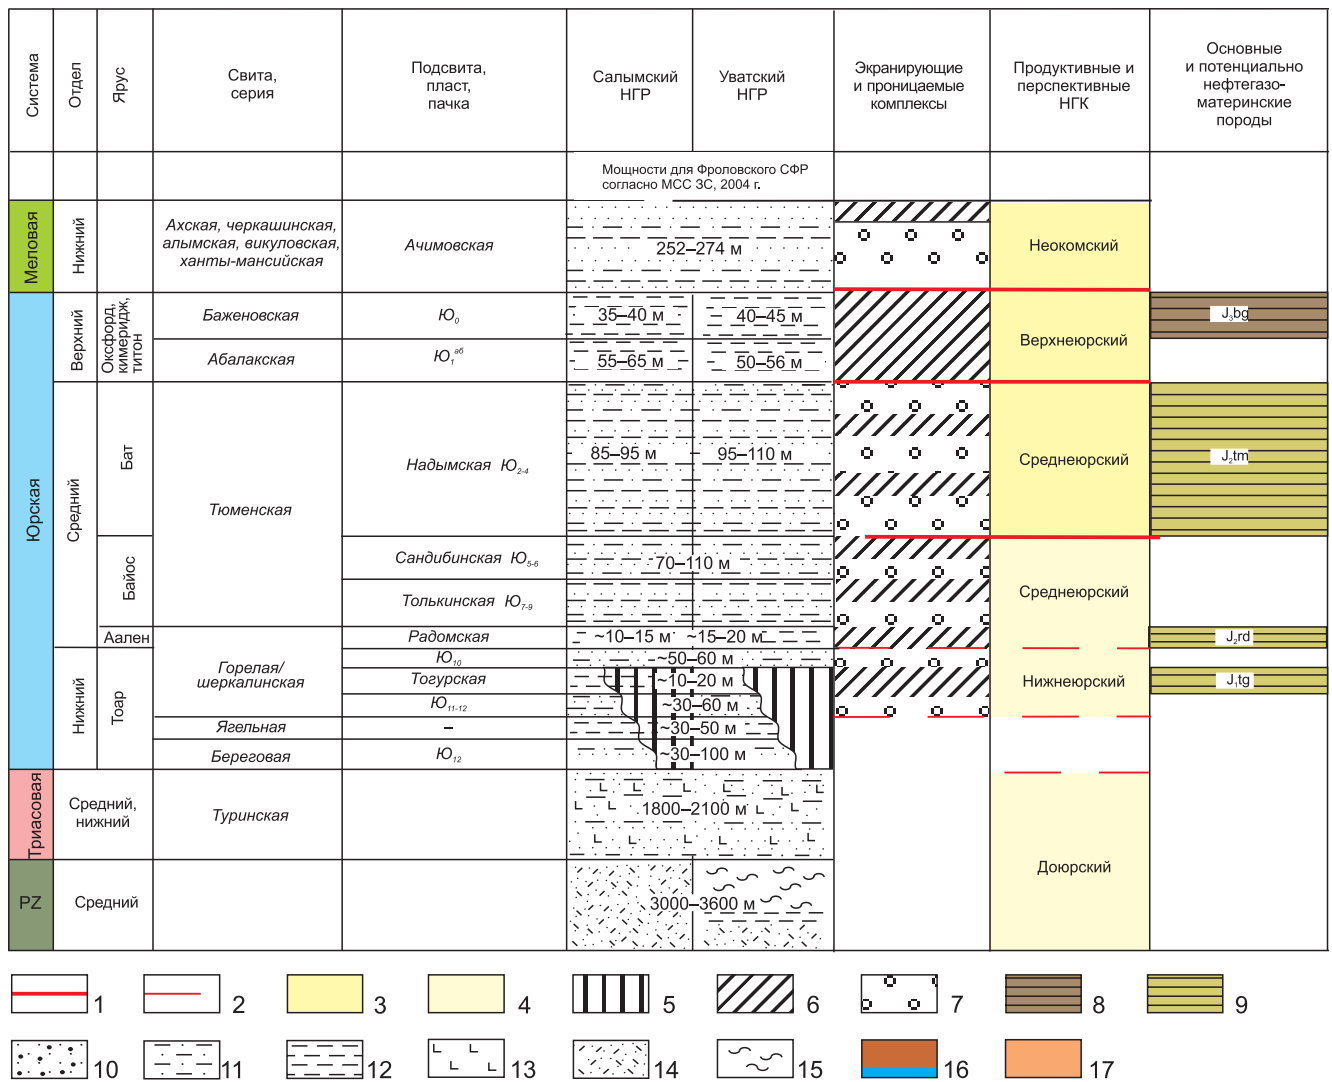 Система
Отдел
Ярус
Свита,
серия
Подсвита,
пласт,
пачка
Салымский
НГР
Уватский
НГР
Экранирующие
и проницаемые
комплексы
Продуктивные и
перспективные
НГК
Основные
и потенциально
нефтегазо-
материнские
породы
Мощности для Фроловского СФР
согласно МСС ЗС, 2004 г.
Меловая
Нижний
Ахская, черкашинская,
алымская, викуловская,
ханты-мансийская
Ачимовская
252–274 м
Неокомский
Юрская
Верхний
Оксфорд,
кимеридж,
титон
Баженовская
Ю0
35–40 м
40–45 м
Верхнеюрский
J3bg
Абалакская
Ю1аб
55–65 м
50–56 м
Средний
Бат
Тюменская
Надымская Ю2-4
85–95 м
95–110 м
Среднеюрский
J2tm
Байос
Сандибинская Ю5-6
70–110 м
Среднеюрский
Толькинская Ю7-9
Аален
Радомская
~10–15 м
~15–20 м
J2rd
Нижний
Тоар
Горелая/
шеркалинская
Ю10
~50–60 м
Нижнеюрский
Тогурская
~10–20 м
J1tg
Ю11-12
~30–60 м
Ягельная
–
~30–50 м
Береговая
Ю12
~30–100 м
Триасовая
Средний,
нижний
Туринская
1800–2100 м
Доюрский
PZ
Средний
3000–3600 м
1
2
3
4
5
6
7
8
9
10
11
12
13
14
15
16
17